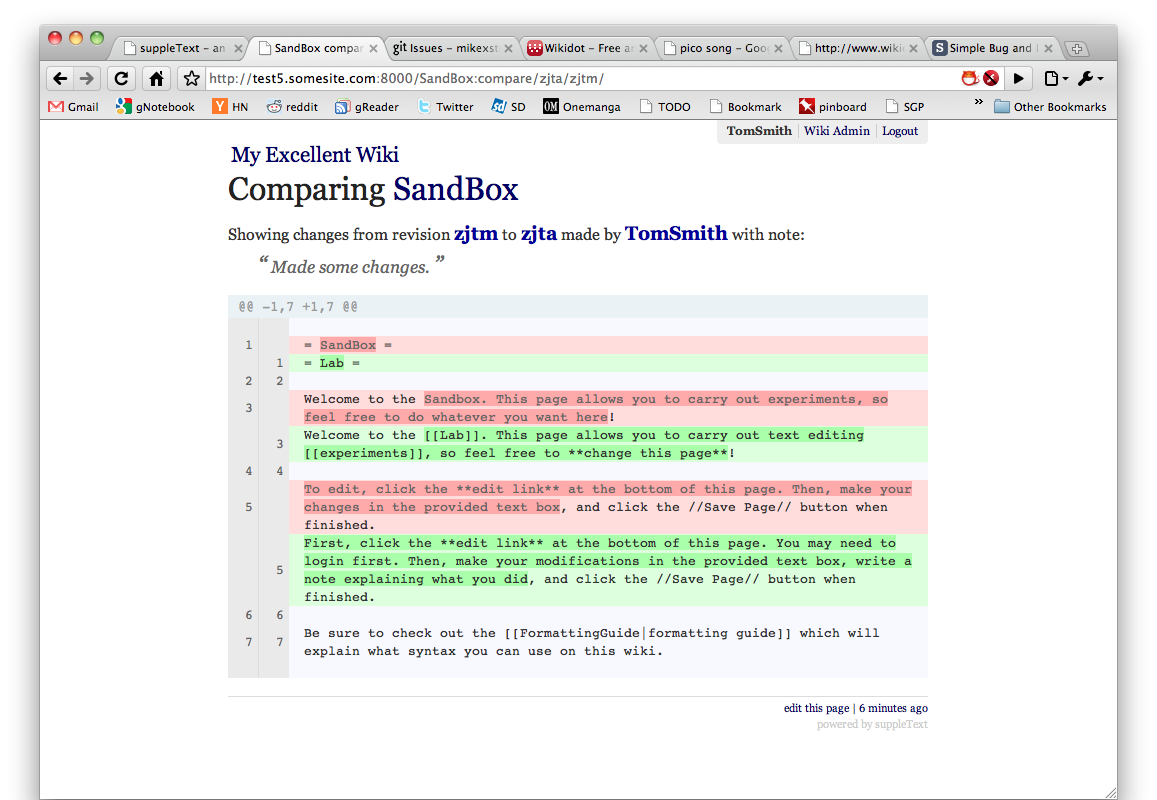 suppleText - an
SandBox compar
git Issues - mikexst
Wikidot - Free a
pico song - Goo
http://www.wiki
Simple Bug and
http://test5.somesite.com:8000/SandBox:compare/zjta/zjtm/
Gmail gNotebook HN reddit gReader Twitter SD OM Onemanga TODO Bookmark pinboard SGP » Other Bookmarks
TomSmith | Wiki Admin | Logout
My Excellent Wiki
Comparing SandBox
Showing changes from revision zjtm to zjta made by TomSmith with note:
“ Made some changes. ”
@@ -1,7 +1,7 @@
1 = SandBox =
1 = Lab =
2 2
3 Welcome to the Sandbox. This page allows you to carry out experiments, so
feel free to do whatever you want here!
3 Welcome to the [[Lab]]. This page allows you to carry out text editing
[[experiments]], so feel free to **change this page**!
4 4
5 To edit, click the **edit link** at the bottom of this page. Then, make your
changes in the provided text box, and click the //Save Page// button when
finished.
5 First, click the **edit link** at the bottom of this page. You may need to
login first. Then, make your modifications in the provided text box, write a
note explaining what you did, and click the //Save Page// button when
finished.
6 6
7 7 Be sure to check out the [[FormattingGuide|formatting guide]] which will
explain what syntax you can use on this wiki.
edit this page | 6 minutes ago
powered by suppleText